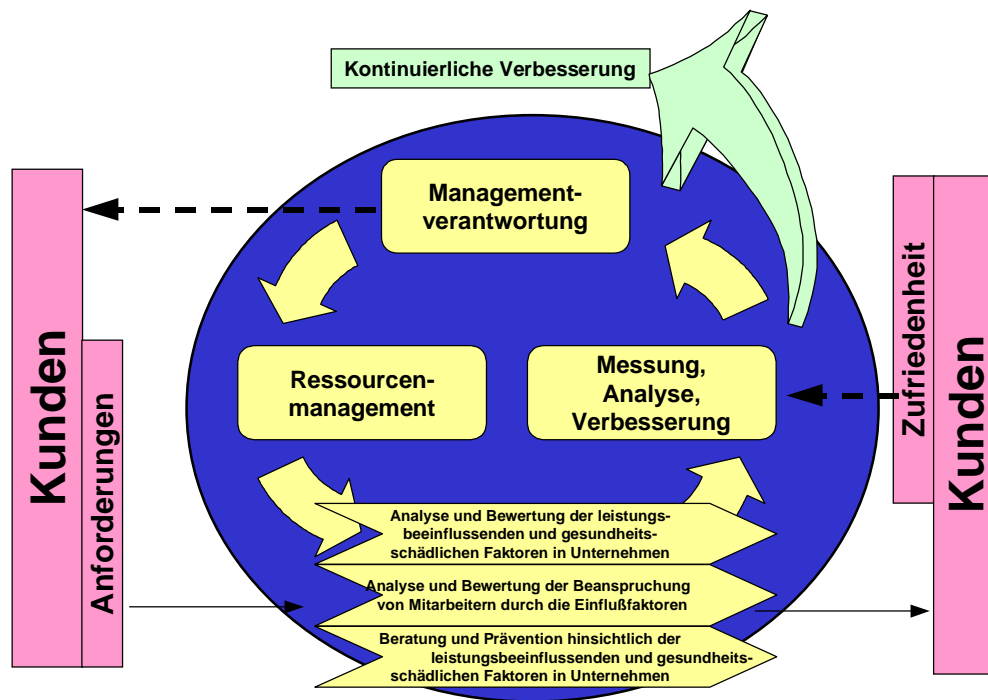 Kontinuierliche Verbesserung
Management-
verantwortung
Kunden
Anforderungen
Ressourcen-
management
Messung,
Analyse,
Verbesserung
Zufriedenheit
Kunden
Analyse und Bewertung der leistungs-
beeinflussenden und gesundheits-
schädlichen Faktoren in Unternehmen
Analyse und Bewertung der Beanspruchung
von Mitarbeitern durch die Einflußfaktoren
Beratung und Prävention hinsichtlich der
leistungsbeeinflussenden und gesundheits-
schädlichen Faktoren in Unternehmen